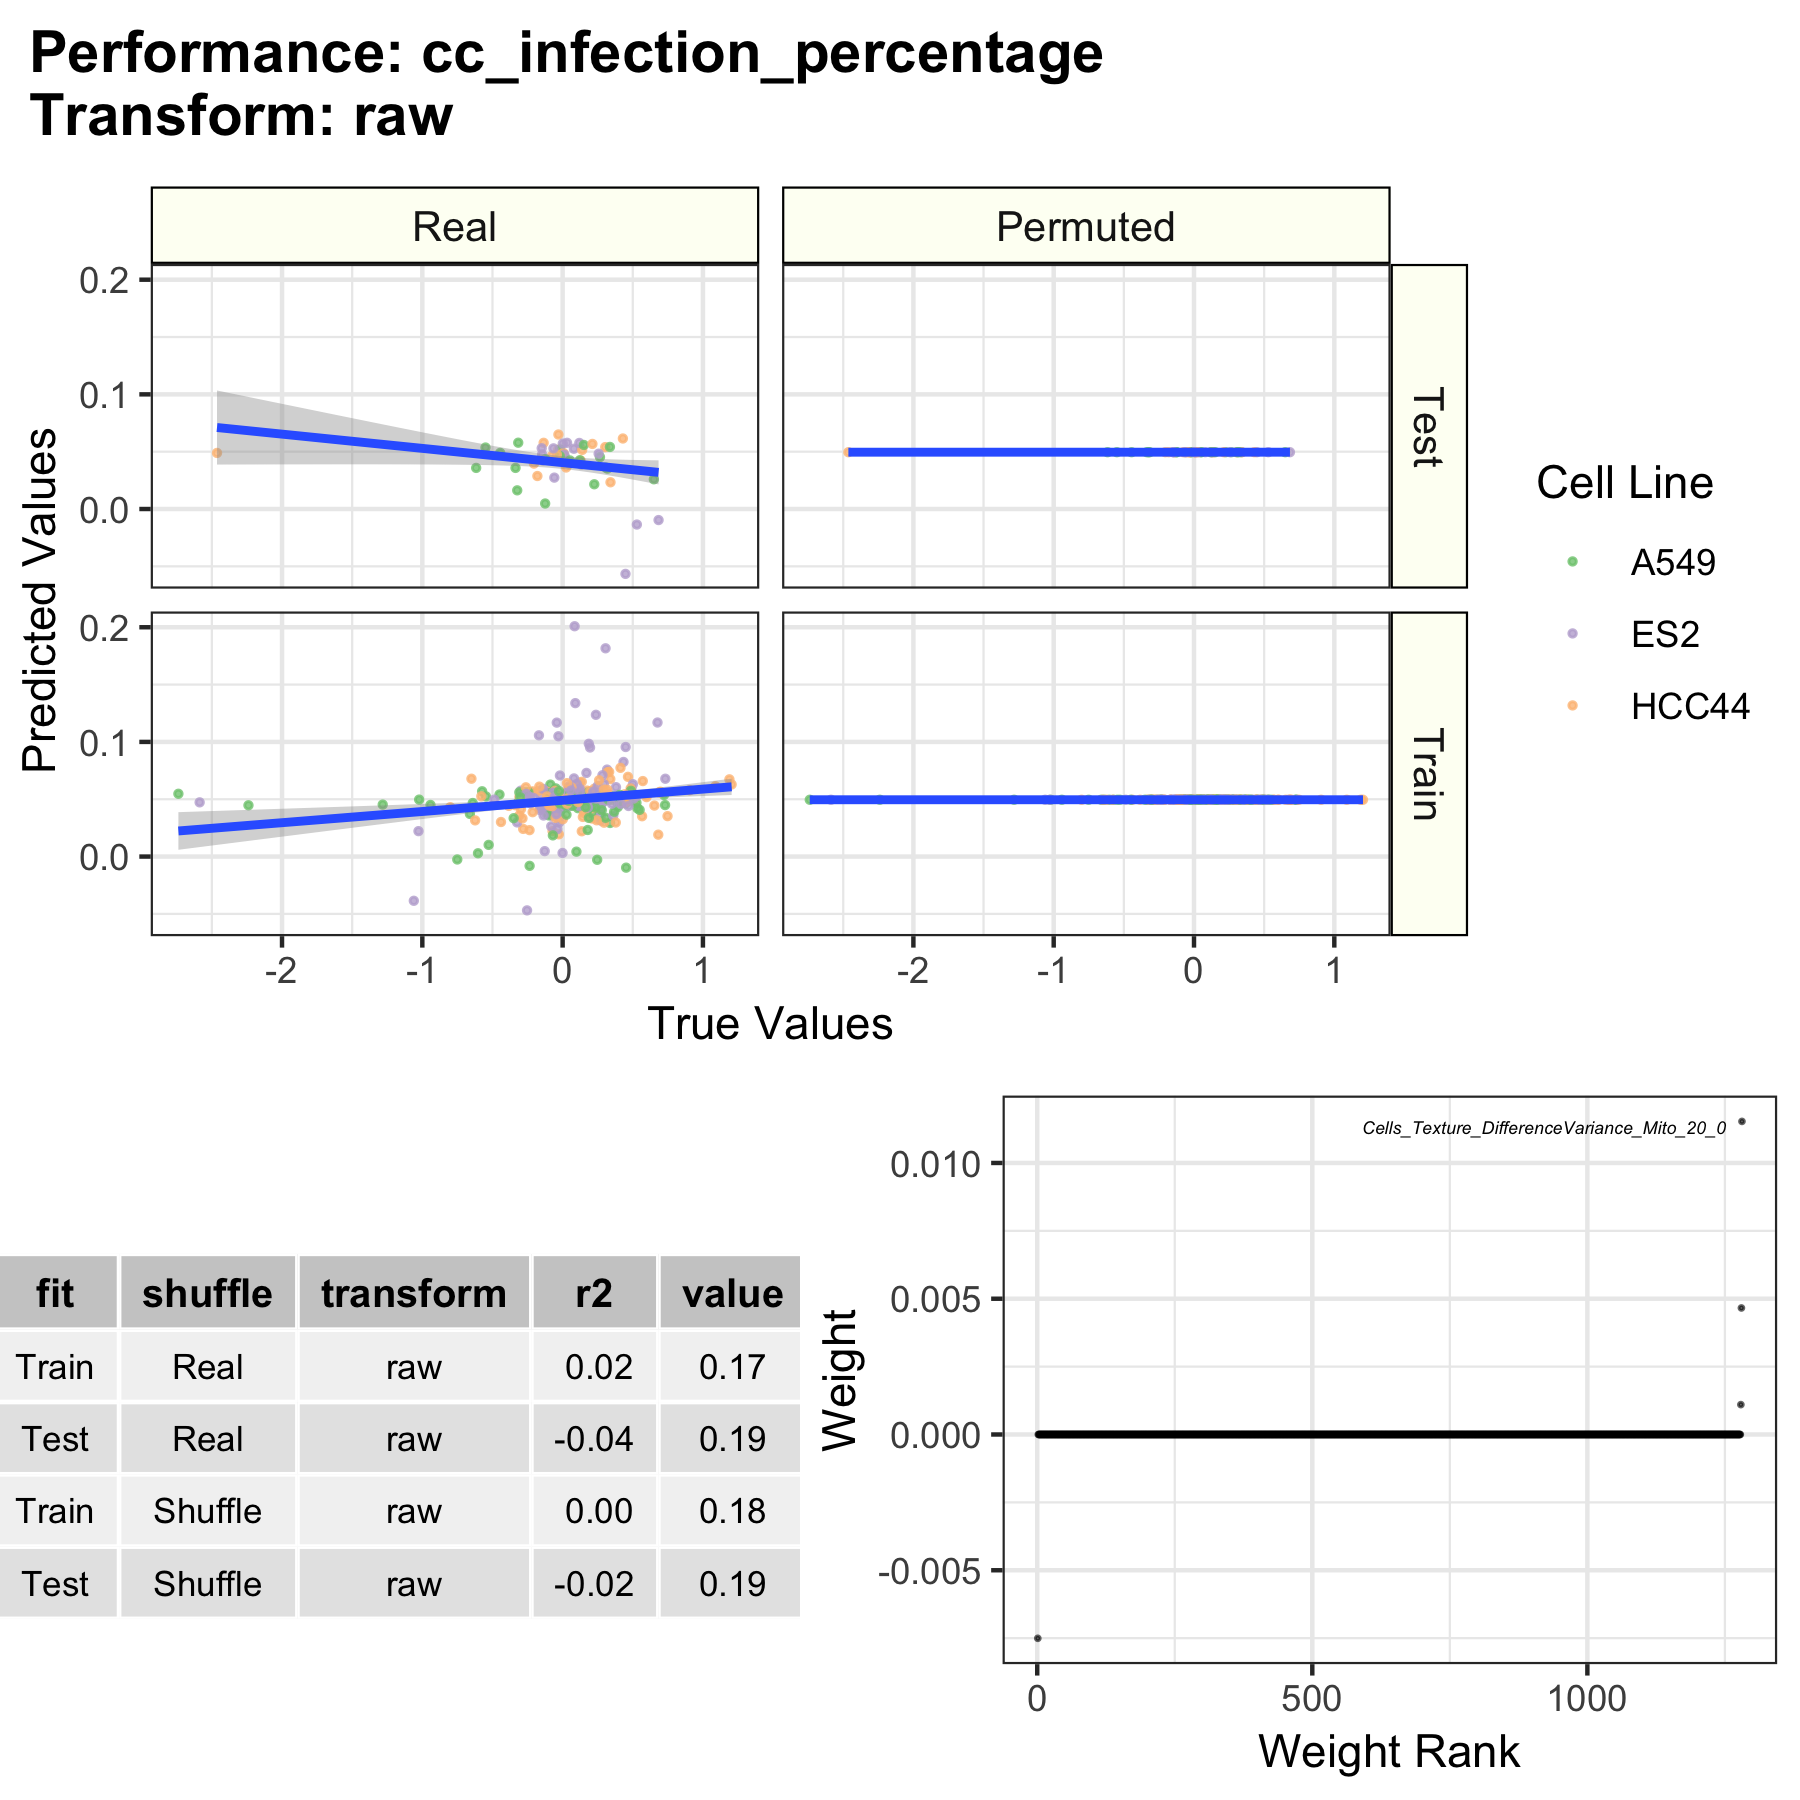 Performance: cc_infection_percentage
Transform: raw
Real
Permuted
0.2
0.1
0.0
Test
0.2
0.1
0.0
Train
Predicted Values
-2
-1
0
1
-2
-1
0
1
True Values
Cell Line
A549
ES2
HCC44
fit shuffle transform r2 value
Train Real raw 0.02 0.17
Test Real raw -0.04 0.19
Train Shuffle raw 0.00 0.18
Test Shuffle raw -0.02 0.19
Cells_Texture_DifferenceVariance_Mito_20_0
0.010
0.005
0.000
-0.005
Weight
0
500
1000
Weight Rank